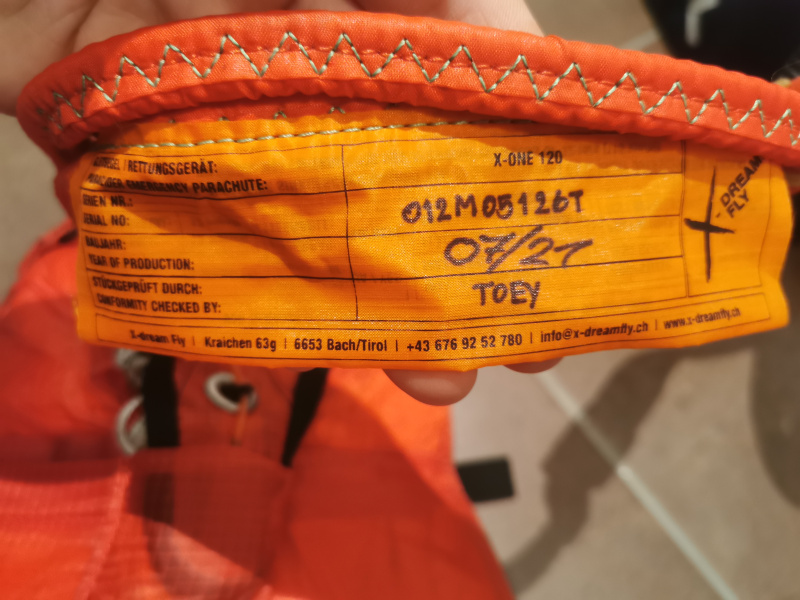 RETTUNGSGERÄT: X-ONE 120
EMERGENCY PARACHUTE:
SERIEN NR.: 012M05126T
SERIAL NO:
BAUJAHR: 07/21
YEAR OF PRODUCTION:
STÜCKGEPRÜFT DURCH: TOEY
CONFORMITY CHECKED BY:
X-DREAM
FLY
X-dream Fly | Kraichen 63g | 6653 Bach/Tirol | +43 676 92 52 780 | info@x-dreamfly.ch | www.x-dreamfly.ch